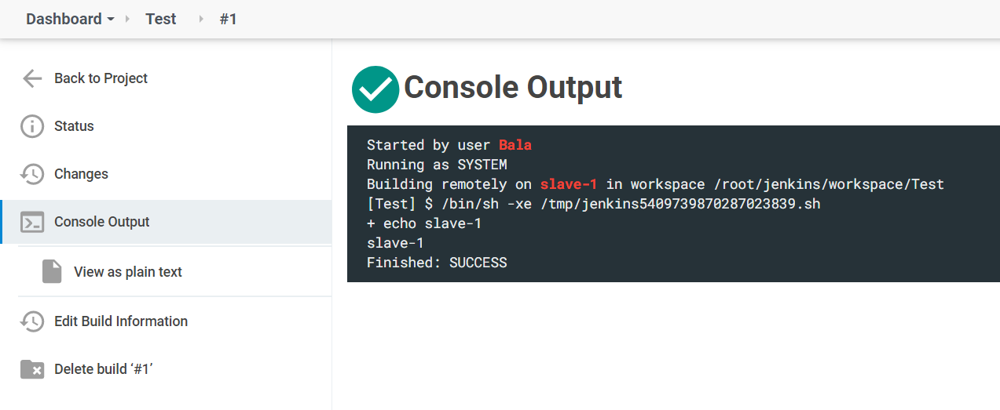 Dashboard Test #1
Back to Project
Status
Changes
Console Output
View as plain text
Edit Build Information
Delete build ‘#1’
Console Output
Started by user Bala
Running as SYSTEM
Building remotely on slave-1 in workspace /root/jenkins/workspace/Test
[Test] $ /bin/sh -xe /tmp/jenkins5409739870287023839.sh
+ echo slave-1
slave-1
Finished: SUCCESS